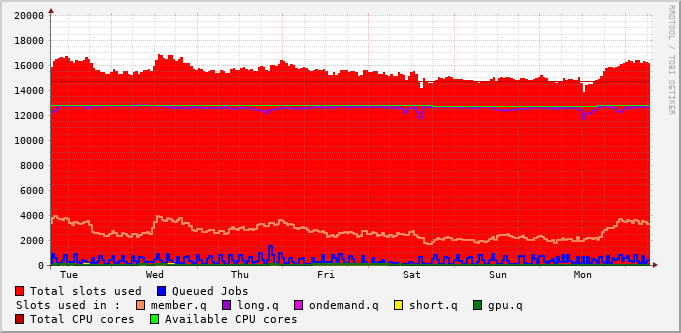 RRDTOOL / TOBI OETIKER
20000
18000
16000
14000
12000
10000
8000
6000
4000
2000
0
Tue Wed Thu Fri Sat Sun Mon
Total slots used Queued Jobs
Slots used in : member.q long.q ondemand.q short.q gpu.q
Total CPU cores Available CPU cores